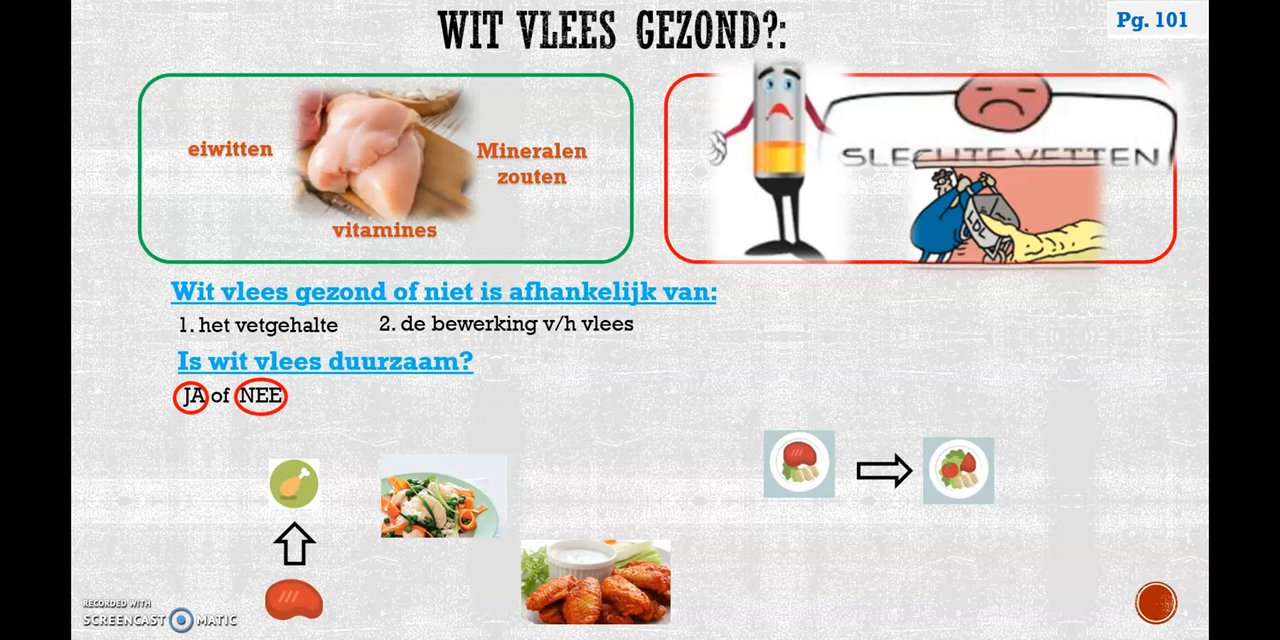 WIT VLEES GEZOND?:
Pg. 101
eiwitten
Mineralen
zouten
vitamines
SLECHTE VETTEN
LDL
Wit vlees gezond of niet is afhankelijk van:
1. het vetgehalte
2. de bewerking v/h vlees
Is wit vlees duurzaam?
JA of NEE
RECORDED WITH
SCREENCAST MATIC